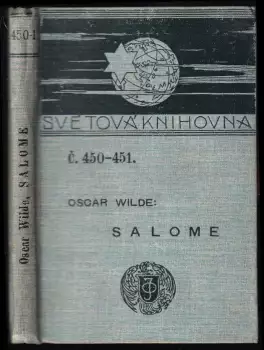 450-1
Oscar Wilde, SALOME
SVĚTOVÁ KNIHOVNA
Č. 450-451.
OSCAR WILDE:
SALOME